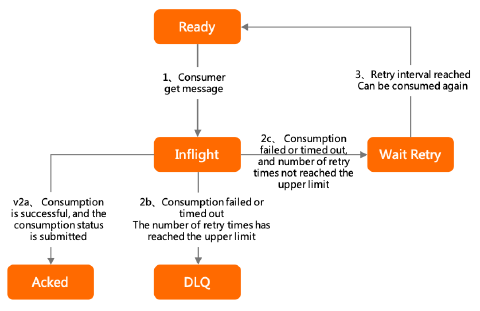 Ready
1、Consumer
get message
3、Retry interval reached
Can be consumed again
Inflight
2c、 Consumption
failed or timed out,
and number of retry
times not reached the
upper limit
Wait Retry
v2a、 Consumption
is successful, and the
consumption status
is submitted
2b、Consumption failed or
timed out
The number of retry times has
reached the upper limit
Acked
DLQ